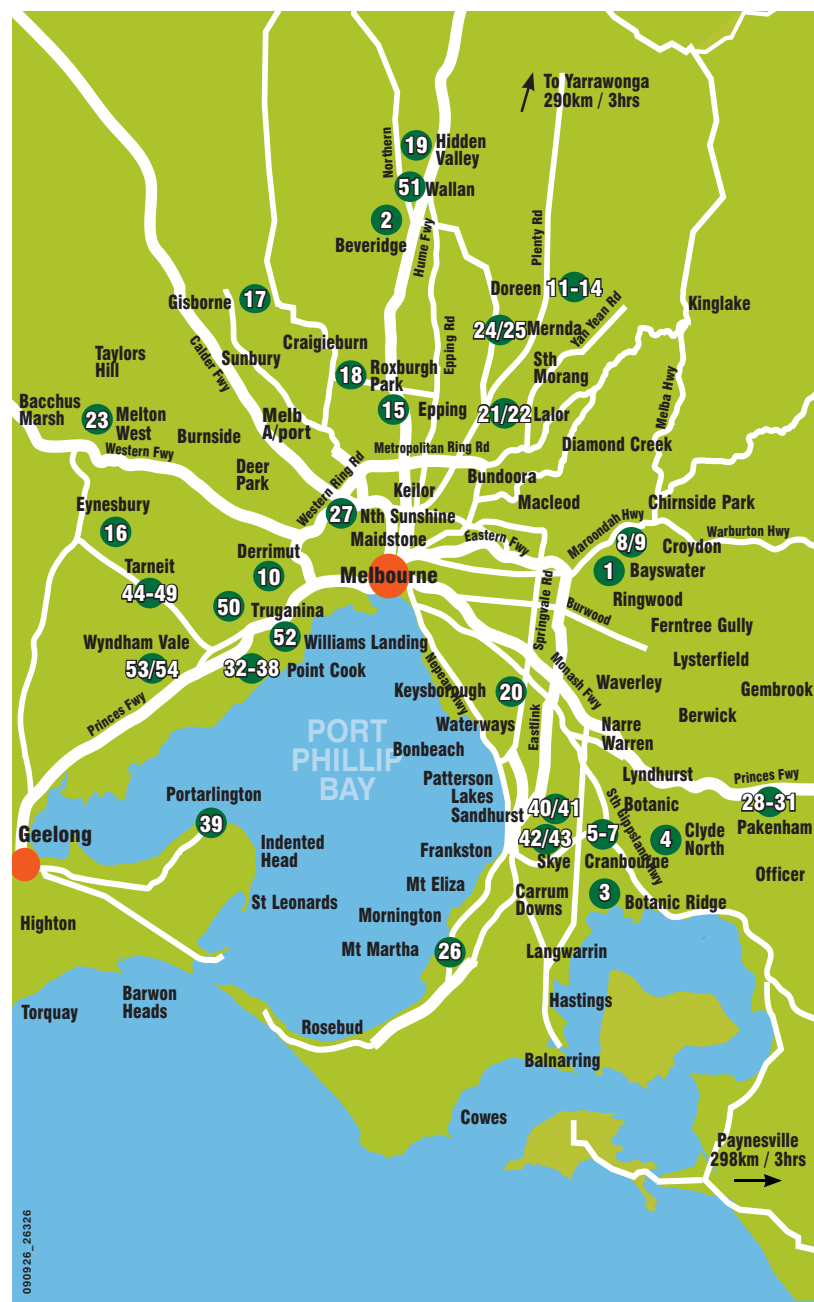 To Yarrawonga
290km / 3hrs
Northern
19
Hidden
Valley
51
Wallan
2
Beveridge
Hume Fwy
Plenty Rd
Doreen
11-14
Gisborne
17
Kinglake
24/25
Mernda
Yan Yean Rd
Craigieburn
Epping Rd
Taylors
Hill
Calder Fwy
Sunbury
Sth
Morang
18
Roxburgh
Park
Melba Hwy
Bacchus
Marsh
23
Melton
West
15
Epping
21/22
Lalor
Burnside
Melb
A/port
Western Fwy
Metropolitan Ring Rd
Diamond Creek
Deer
Park
Western Ring Rd
Bundoora
Keilor
Eynesbury
Macleod
Chirnside Park
16
27
Nth Sunshine
Maidstone
Eastern Fwy
Maroondah Hwy
8/9
Warburton Hwy
Croydon
Derrimut
10
Tarneit
44-49
Melbourne
1
Bayswater
Springvale Rd
Ringwood
50
Truganina
Burwood
Ferntree Gully
52
Williams Landing
Wyndham Vale
53/54
32-38
Point Cook
Lysterfield
Nepean Hwy
Monash Fwy
Waverley
Keysborough
20
Gembrook
Princes Fwy
Waterways
Eastlink
Berwick
Narre
Warren
PORT
PHILLIP
BAY
Bonbeach
Patterson
Lakes
Lyndhurst
Princes Fwy
Portarlington
39
Sandhurst
40/41
42/43
Skye
Sth Gippsland Hwy
Botanic
28-31
Pakenham
5-7
Cranbourne
4
Clyde
North
Geelong
Indented
Head
Frankston
Officer
Mt Eliza
Carrum
Downs
3
Botanic Ridge
St Leonards
Mornington
Highton
Mt Martha
26
Langwarrin
Barwon
Heads
Torquay
Hastings
Rosebud
Balnarring
Cowes
Paynesville
298km / 3hrs
090926_26326